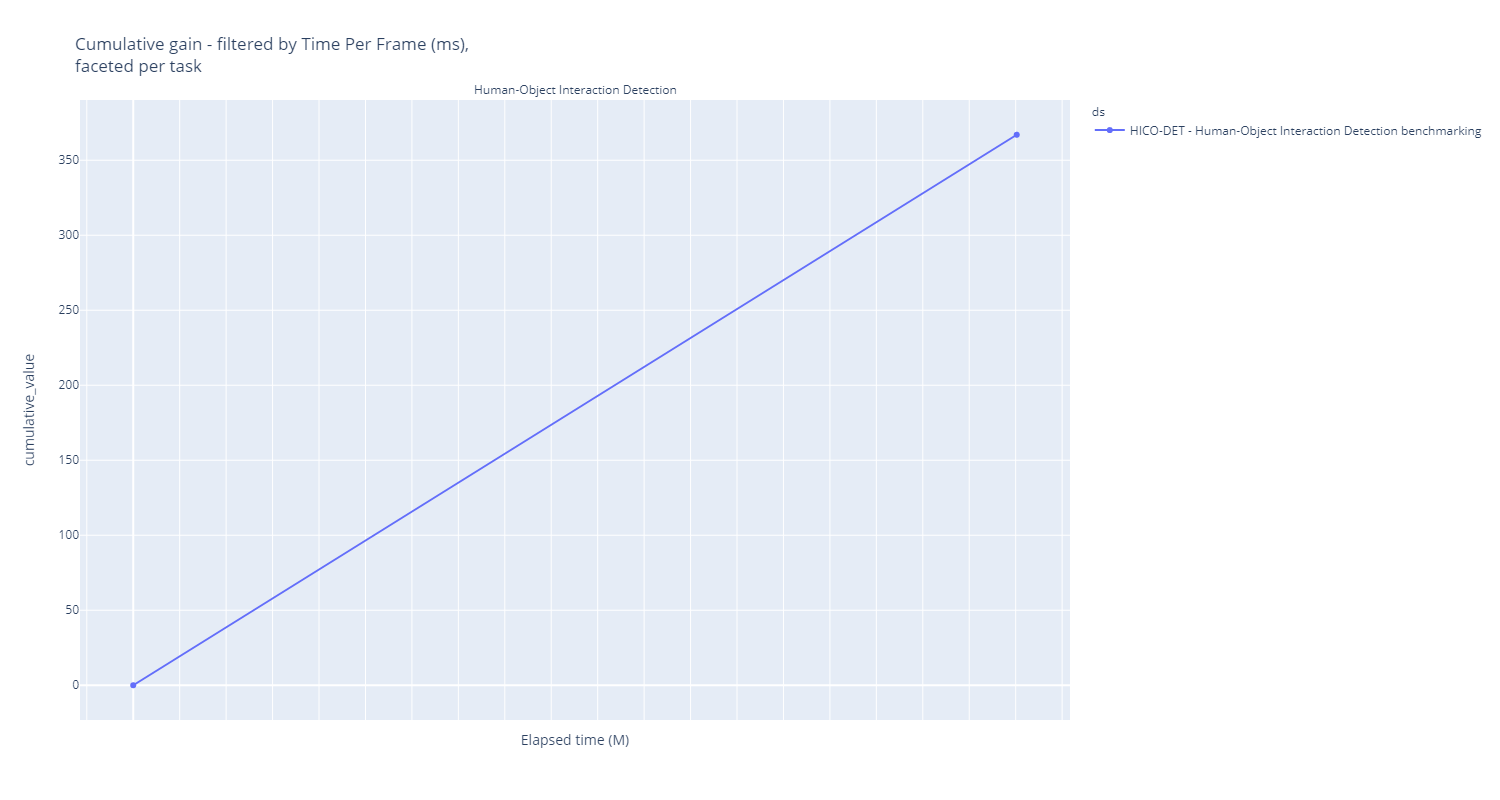 Cumulative gain - filtered by Time Per Frame (ms),
faceted per task
Human-Object Interaction Detection
ds
HICO-DET - Human-Object Interaction Detection benchmarking
350
300
250
200
150
100
50
0
cumulative_value
Elapsed time (M)